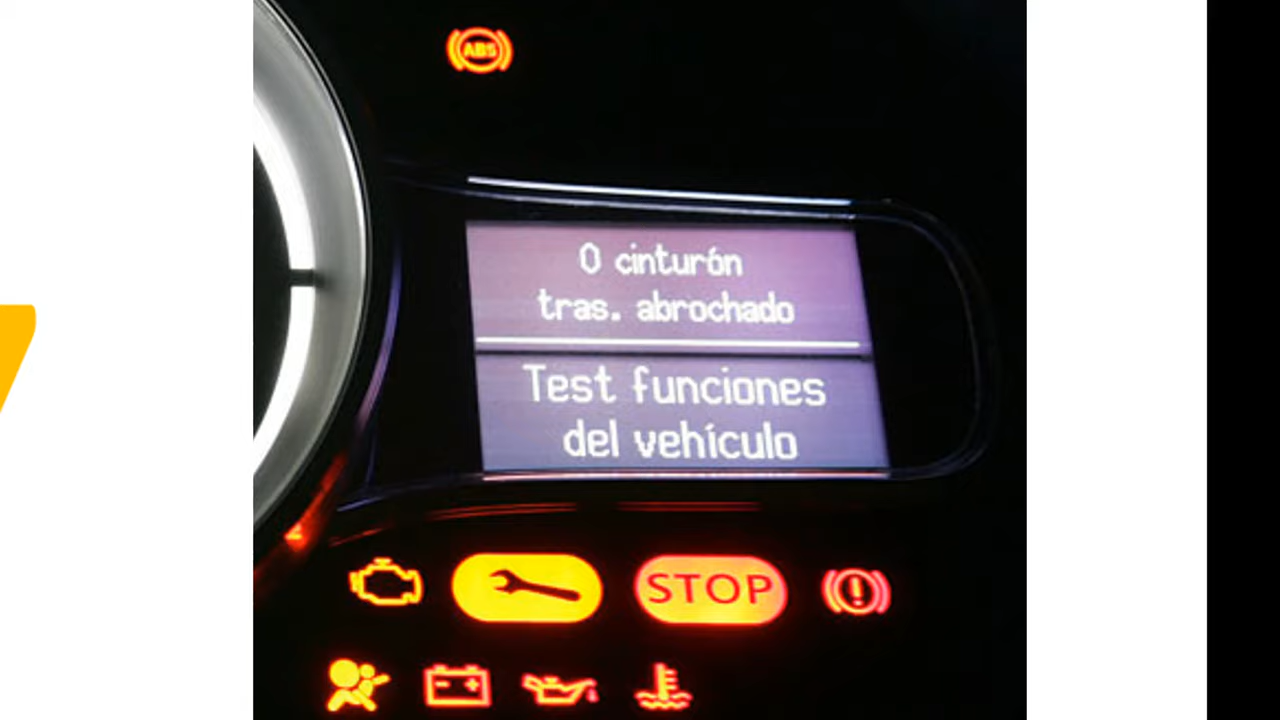 ABS
0 cinturón
tras. abrochado
Test funciones
del vehículo
STOP